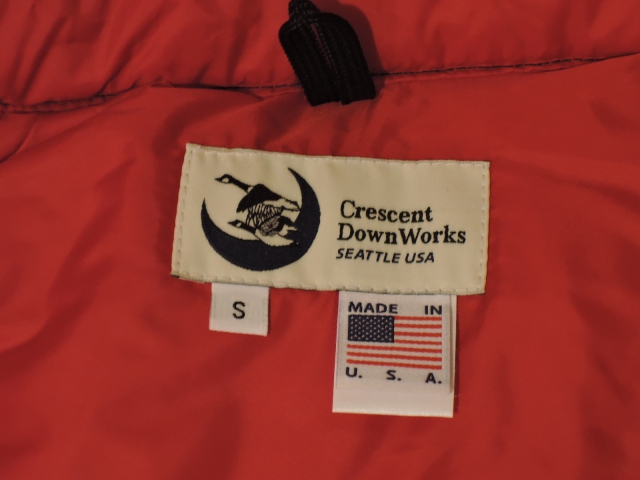 Crescent
DownWorks
SEATTLE USA
S
MADE IN
U. S. A.